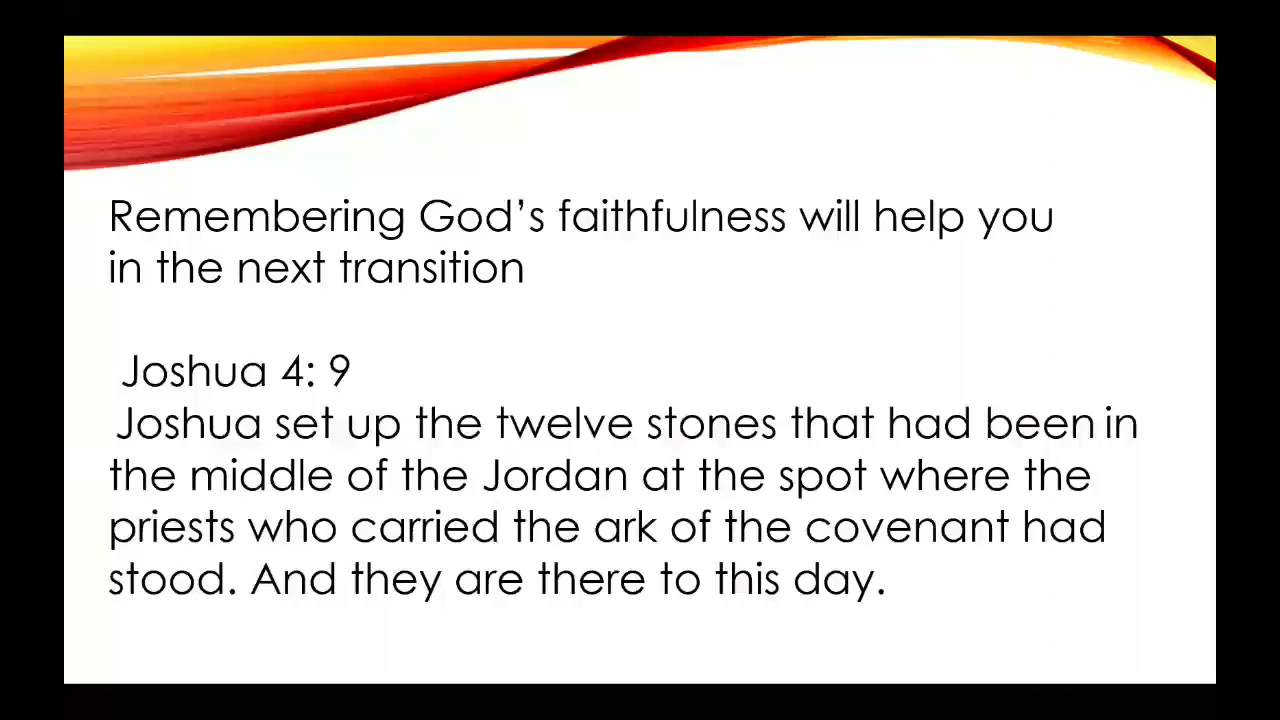 Remembering God’s faithfulness will help you
in the next transition
Joshua 4: 9
Joshua set up the twelve stones that had been in
the middle of the Jordan at the spot where the
priests who carried the ark of the covenant had
stood. And they are there to this day.